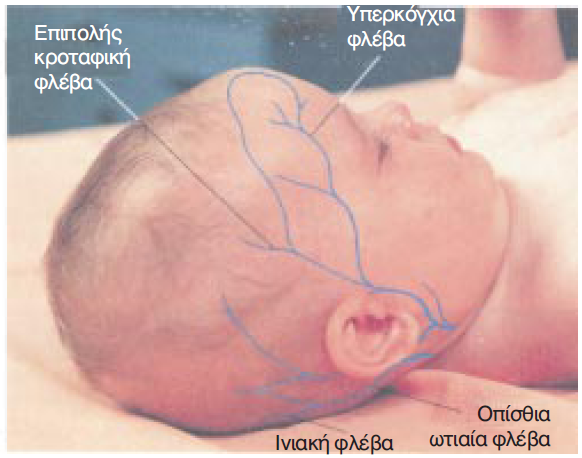 Επιπολής
κροταφική
φλέβα
Υπερκόγχια
φλέβα
Οπίσθια
ωτιαία φλέβα
Ινιακή φλέβα